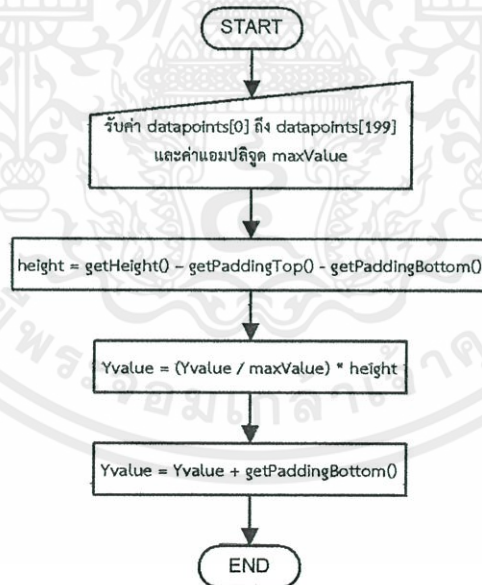 START
รับค่า datapoints[0] ถึง datapoints[199]
และค่าแอมปลิจูด maxValue
height = getHeight() - getPaddingTop() - getPaddingBottom()
Yvalue = (Yvalue / maxValue) * height
Yvalue = Yvalue + getPaddingBottom()
END